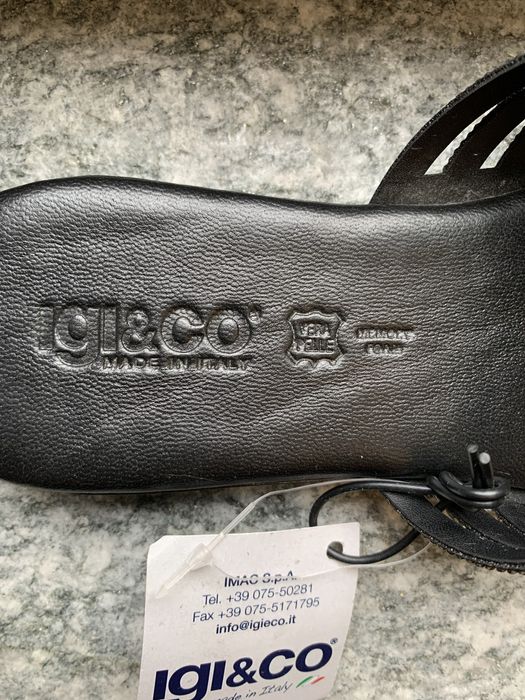 IGI&CO®
MADE IN ITALY
VERA
PELLE
MEMORY
FOAM
IMAC S.p.A.
Tel. +39 075-50281
Fax +39 075-5171795
info@igieco.it
IGI&CO®
made in Italy